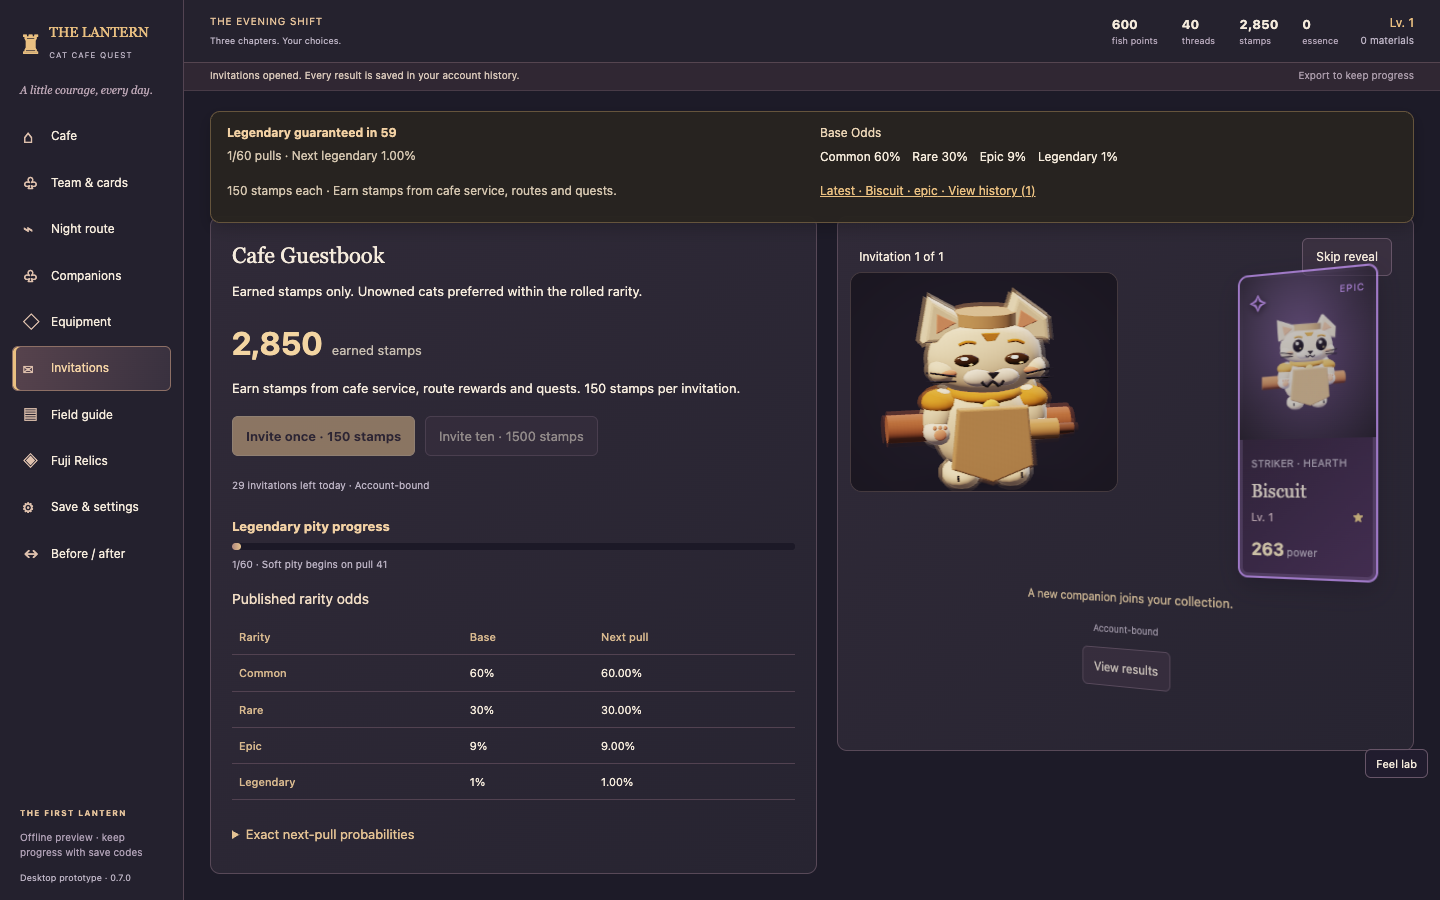 THE LANTERN
CAT CAFE QUEST
A little courage, every day.
Cafe
Team & cards
Night route
Companions
Equipment
Invitations
Field guide
Fuji Relics
Save & settings
Before / after
THE FIRST LANTERN
Offline preview · keep
progress with save codes
Desktop prototype · 0.7.0
THE EVENING SHIFT
Three chapters. Your choices.
600 fish points
40 threads
2,850 stamps
0 essence
Lv. 1
0 materials
Invitations opened. Every result is saved in your account history.
Export to keep progress
Legendary guaranteed in 59
1/60 pulls · Next legendary 1.00%
150 stamps each · Earn stamps from cafe service, routes and quests.
Base Odds
Common 60% Rare 30% Epic 9% Legendary 1%
Latest · Biscuit · epic · View history (1)
Cafe Guestbook
Earned stamps only. Unowned cats preferred within the rolled rarity.
2,850 earned stamps
Earn stamps from cafe service, route rewards and quests. 150 stamps per invitation.
Invite once · 150 stamps
Invite ten · 1500 stamps
29 invitations left today · Account-bound
Legendary pity progress
1/60 · Soft pity begins on pull 41
Published rarity odds
Rarity Base Next pull
Common 60% 60.00%
Rare 30% 30.00%
Epic 9% 9.00%
Legendary 1% 1.00%
Exact next-pull probabilities
Invitation 1 of 1
Skip reveal
EPIC
STRIKER · HEARTH
Biscuit
Lv. 1
263 power
A new companion joins your collection.
Account-bound
View results
Feel lab